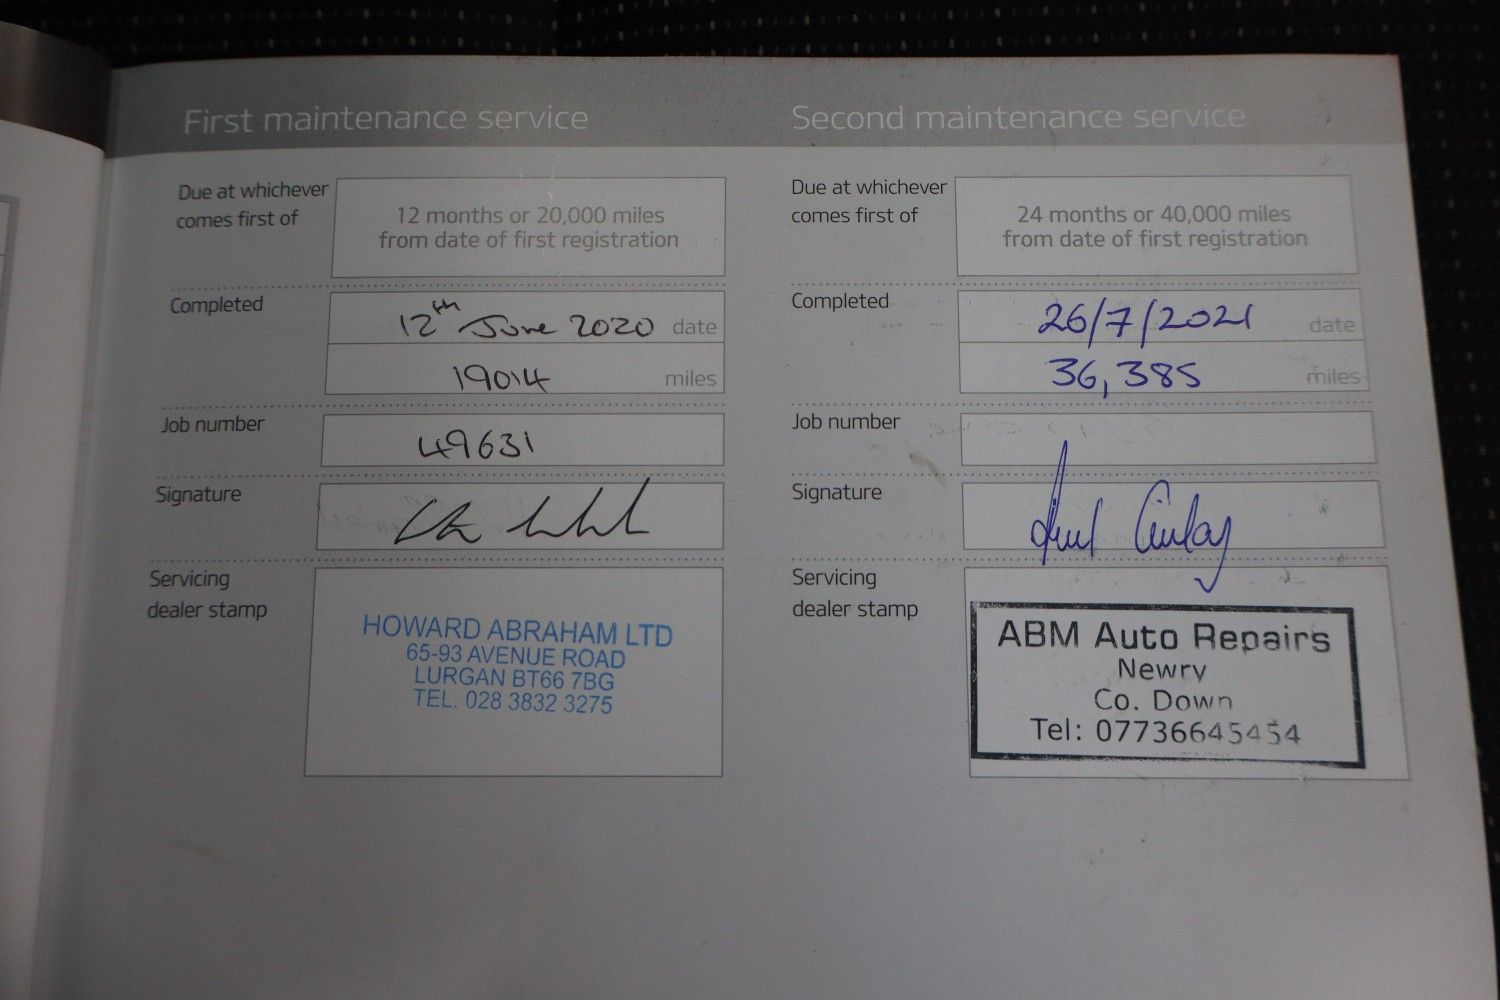 First maintenance service
Due at whichever
comes first of
12 months or 20,000 miles
from date of first registration
Completed
12th June 2020 date
19014 miles
Job number
49631
Signature
Servicing
dealer stamp
HOWARD ABRAHAM LTD
65-93 AVENUE ROAD
LURGAN BT66 7BG
TEL. 028 3832 3275
Second maintenance service
Due at whichever
comes first of
24 months or 40,000 miles
from date of first registration
Completed
26/7/2021 date
36,385 miles
Job number
Signature
Servicing
dealer stamp
ABM Auto Repairs
Newry
Co. Down
Tel: 07736645454